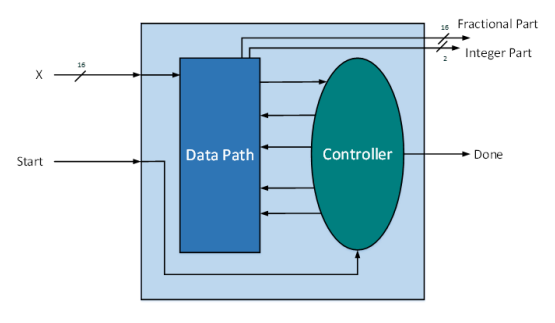 16
Fractional Part
2
Integer Part
X
16
Data Path
Controller
Start
Done